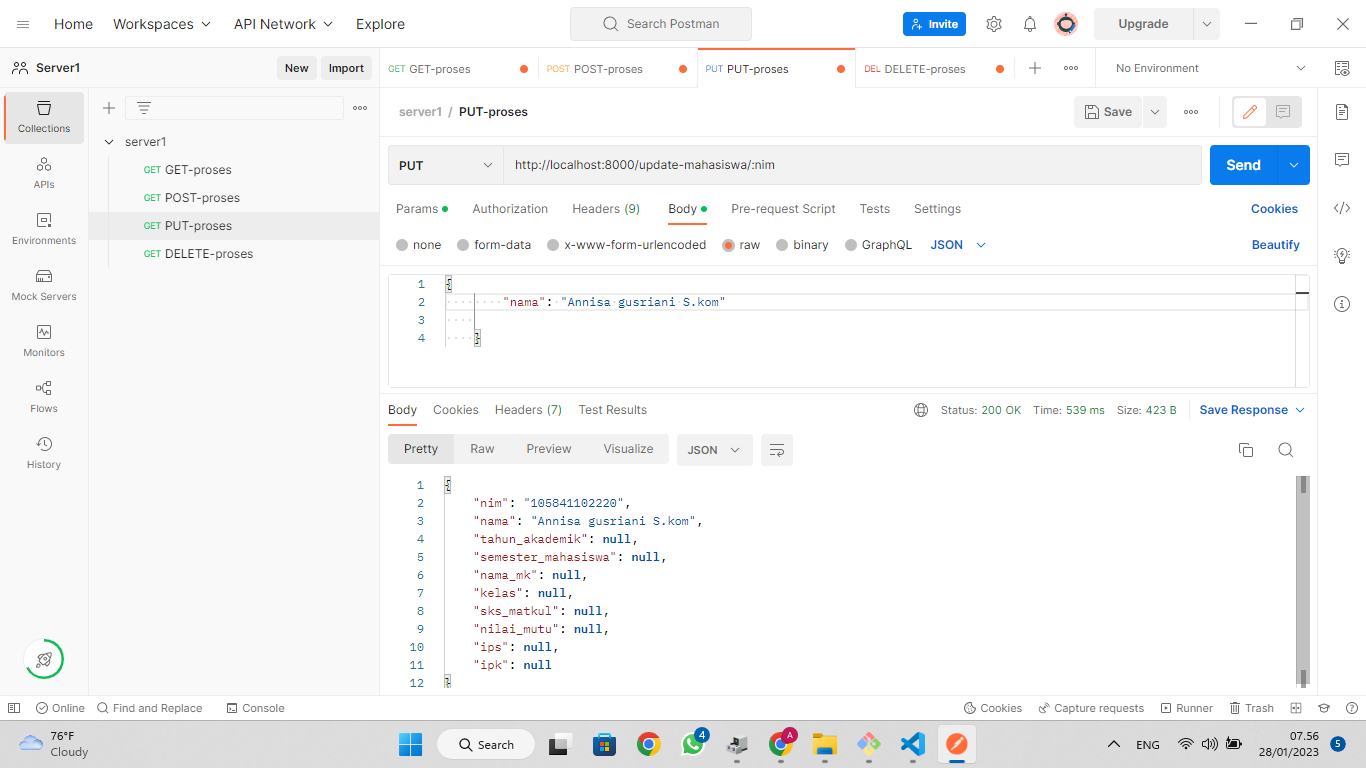 Home Workspaces API Network Explore Search Postman Invite Upgrade
Server1 New Import GET GET-proses POST POST-proses PUT PUT-proses DEL DELETE-proses No Environment
Collections
APIs
Environments
Mock Servers
Monitors
Flows
History
server1
GET GET-proses
GET POST-proses
GET PUT-proses
GET DELETE-proses
server1 / PUT-proses Save
PUT http://localhost:8000/update-mahasiswa/:nim Send
Params Authorization Headers (9) Body Pre-request Script Tests Settings Cookies
none form-data x-www-form-urlencoded raw binary GraphQL JSON Beautify
1 {
2 "nama": "Annisa gusriani S.kom"
3
4 }
Body Cookies Headers (7) Test Results Status: 200 OK Time: 539 ms Size: 423 B Save Response
Pretty Raw Preview Visualize JSON
1 {
2 "nim": "105841102220",
3 "nama": "Annisa gusriani S.kom",
4 "tahun_akademik": null,
5 "semester_mahasiswa": null,
6 "nama_mk": null,
7 "kelas": null,
8 "sks_matkul": null,
9 "nilai_mutu": null,
10 "ips": null,
11 "ipk": null
12 }
Online Find and Replace Console Cookies Capture requests Runner Trash
76°F
Cloudy
Search 4 A ENG 07.56
28/01/2023 5